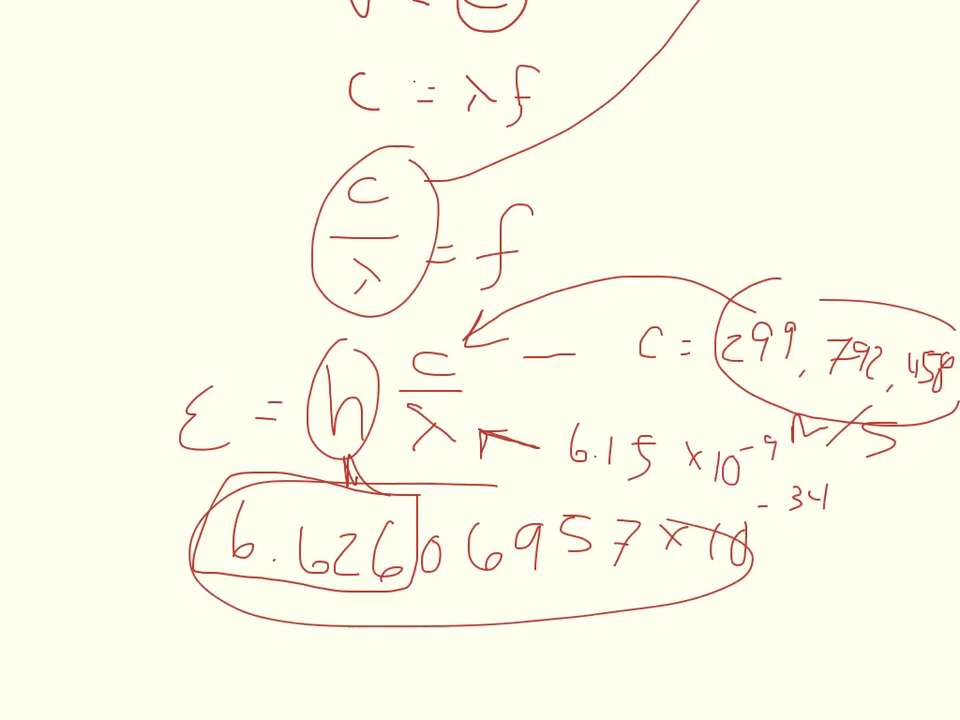 c = λf
c/λ = f
ε = h c/λ
c = 299,792,458 m/s
6.15 ×10⁻⁹
6.62606957 ×10⁻³⁴